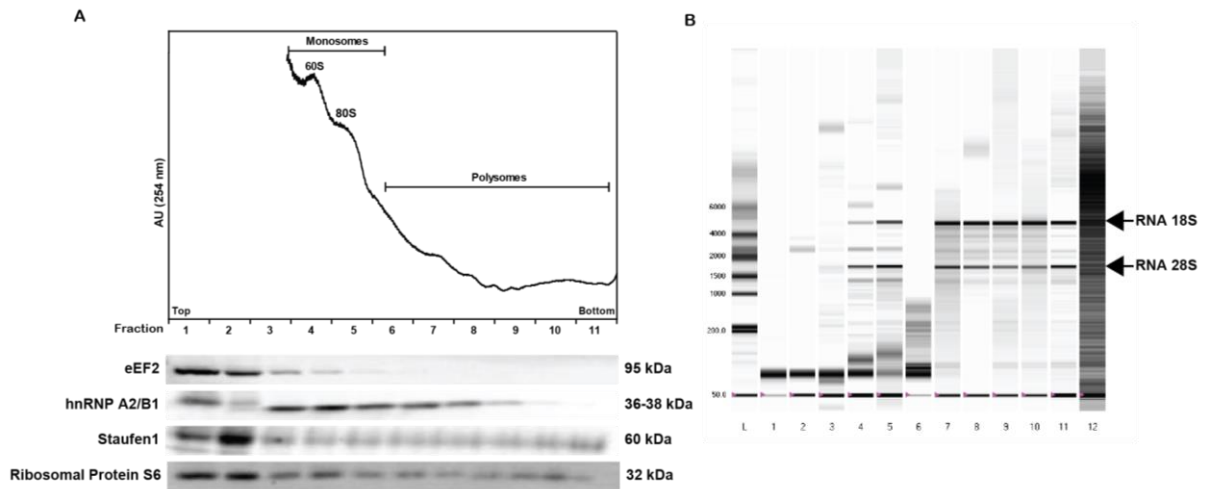 A
Monosomes
60S
80S
Polysomes
AU (254 nm)
Top
Bottom
Fraction 1 2 3 4 5 6 7 8 9 10 11
eEF2 95 kDa
hnRNP A2/B1 36-38 kDa
Staufen1 60 kDa
Ribosomal Protein S6 32 kDa
B
6000
4000
2000
1500
1000
200.0
50.0
RNA 18S
RNA 28S
L 1 2 3 4 5 6 7 8 9 10 11 12